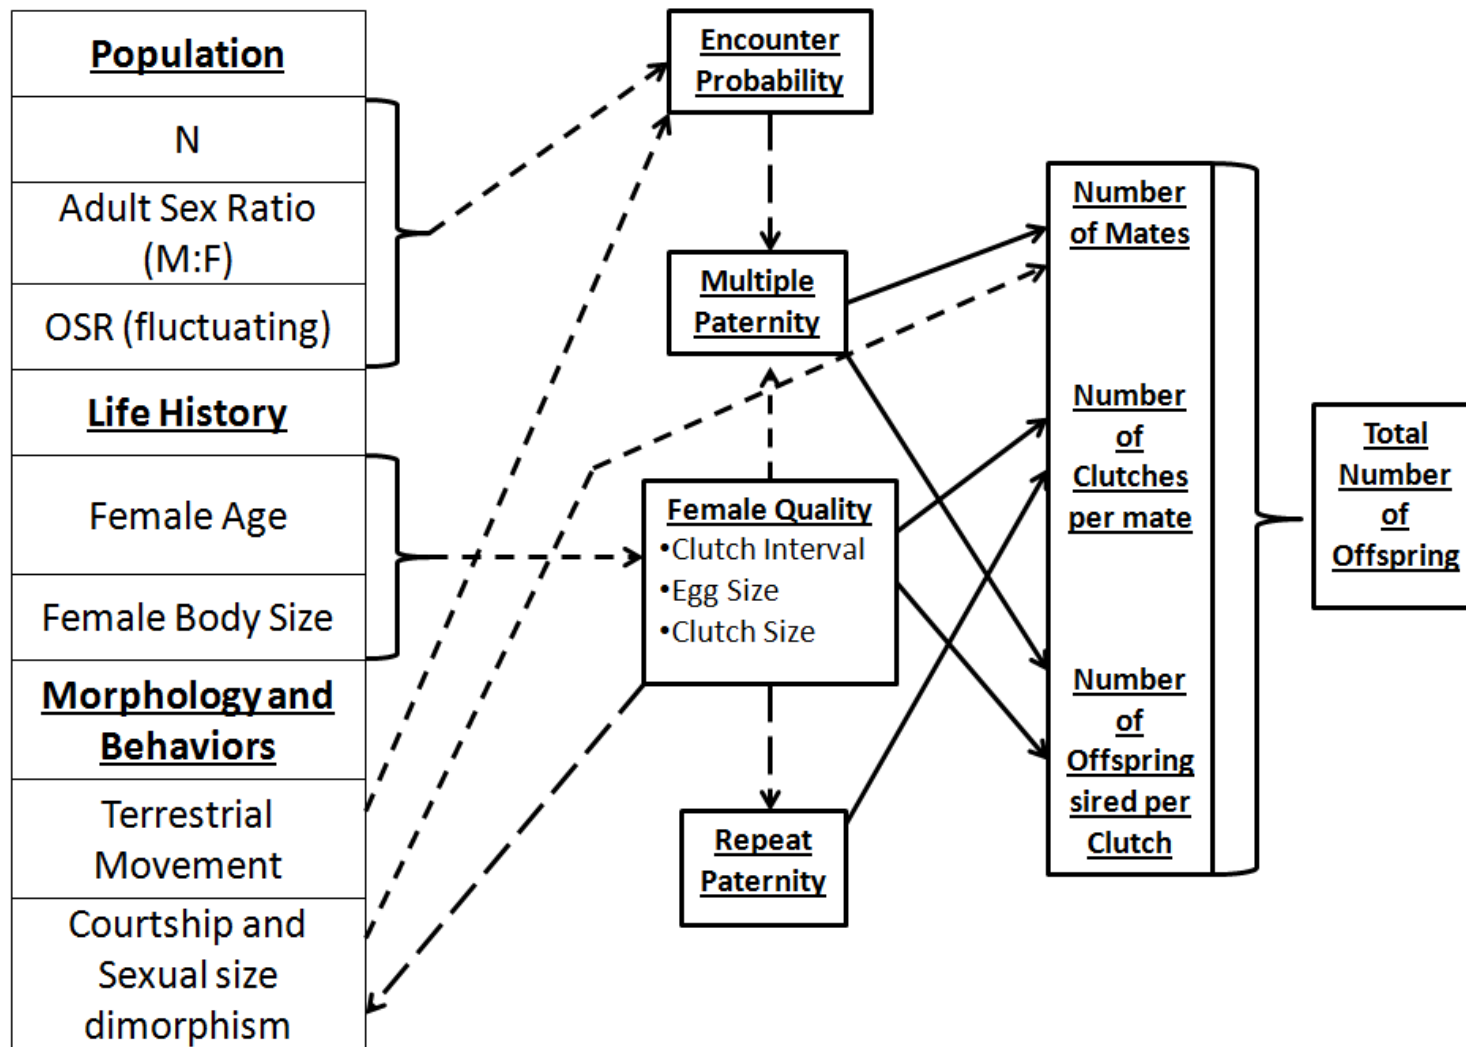 Population
N
Adult Sex Ratio
(M:F)
OSR (fluctuating)
Life History
Female Age
Female Body Size
Morphology and
Behaviors
Terrestrial
Movement
Courtship and
Sexual size
dimorphism
Encounter
Probability
Multiple
Paternity
Female Quality
•Clutch Interval
•Egg Size
•Clutch Size
Repeat
Paternity
Number
of Mates
Number
of
Clutches
per mate
Number
of
Offspring
sired per
Clutch
Total
Number
of
Offspring